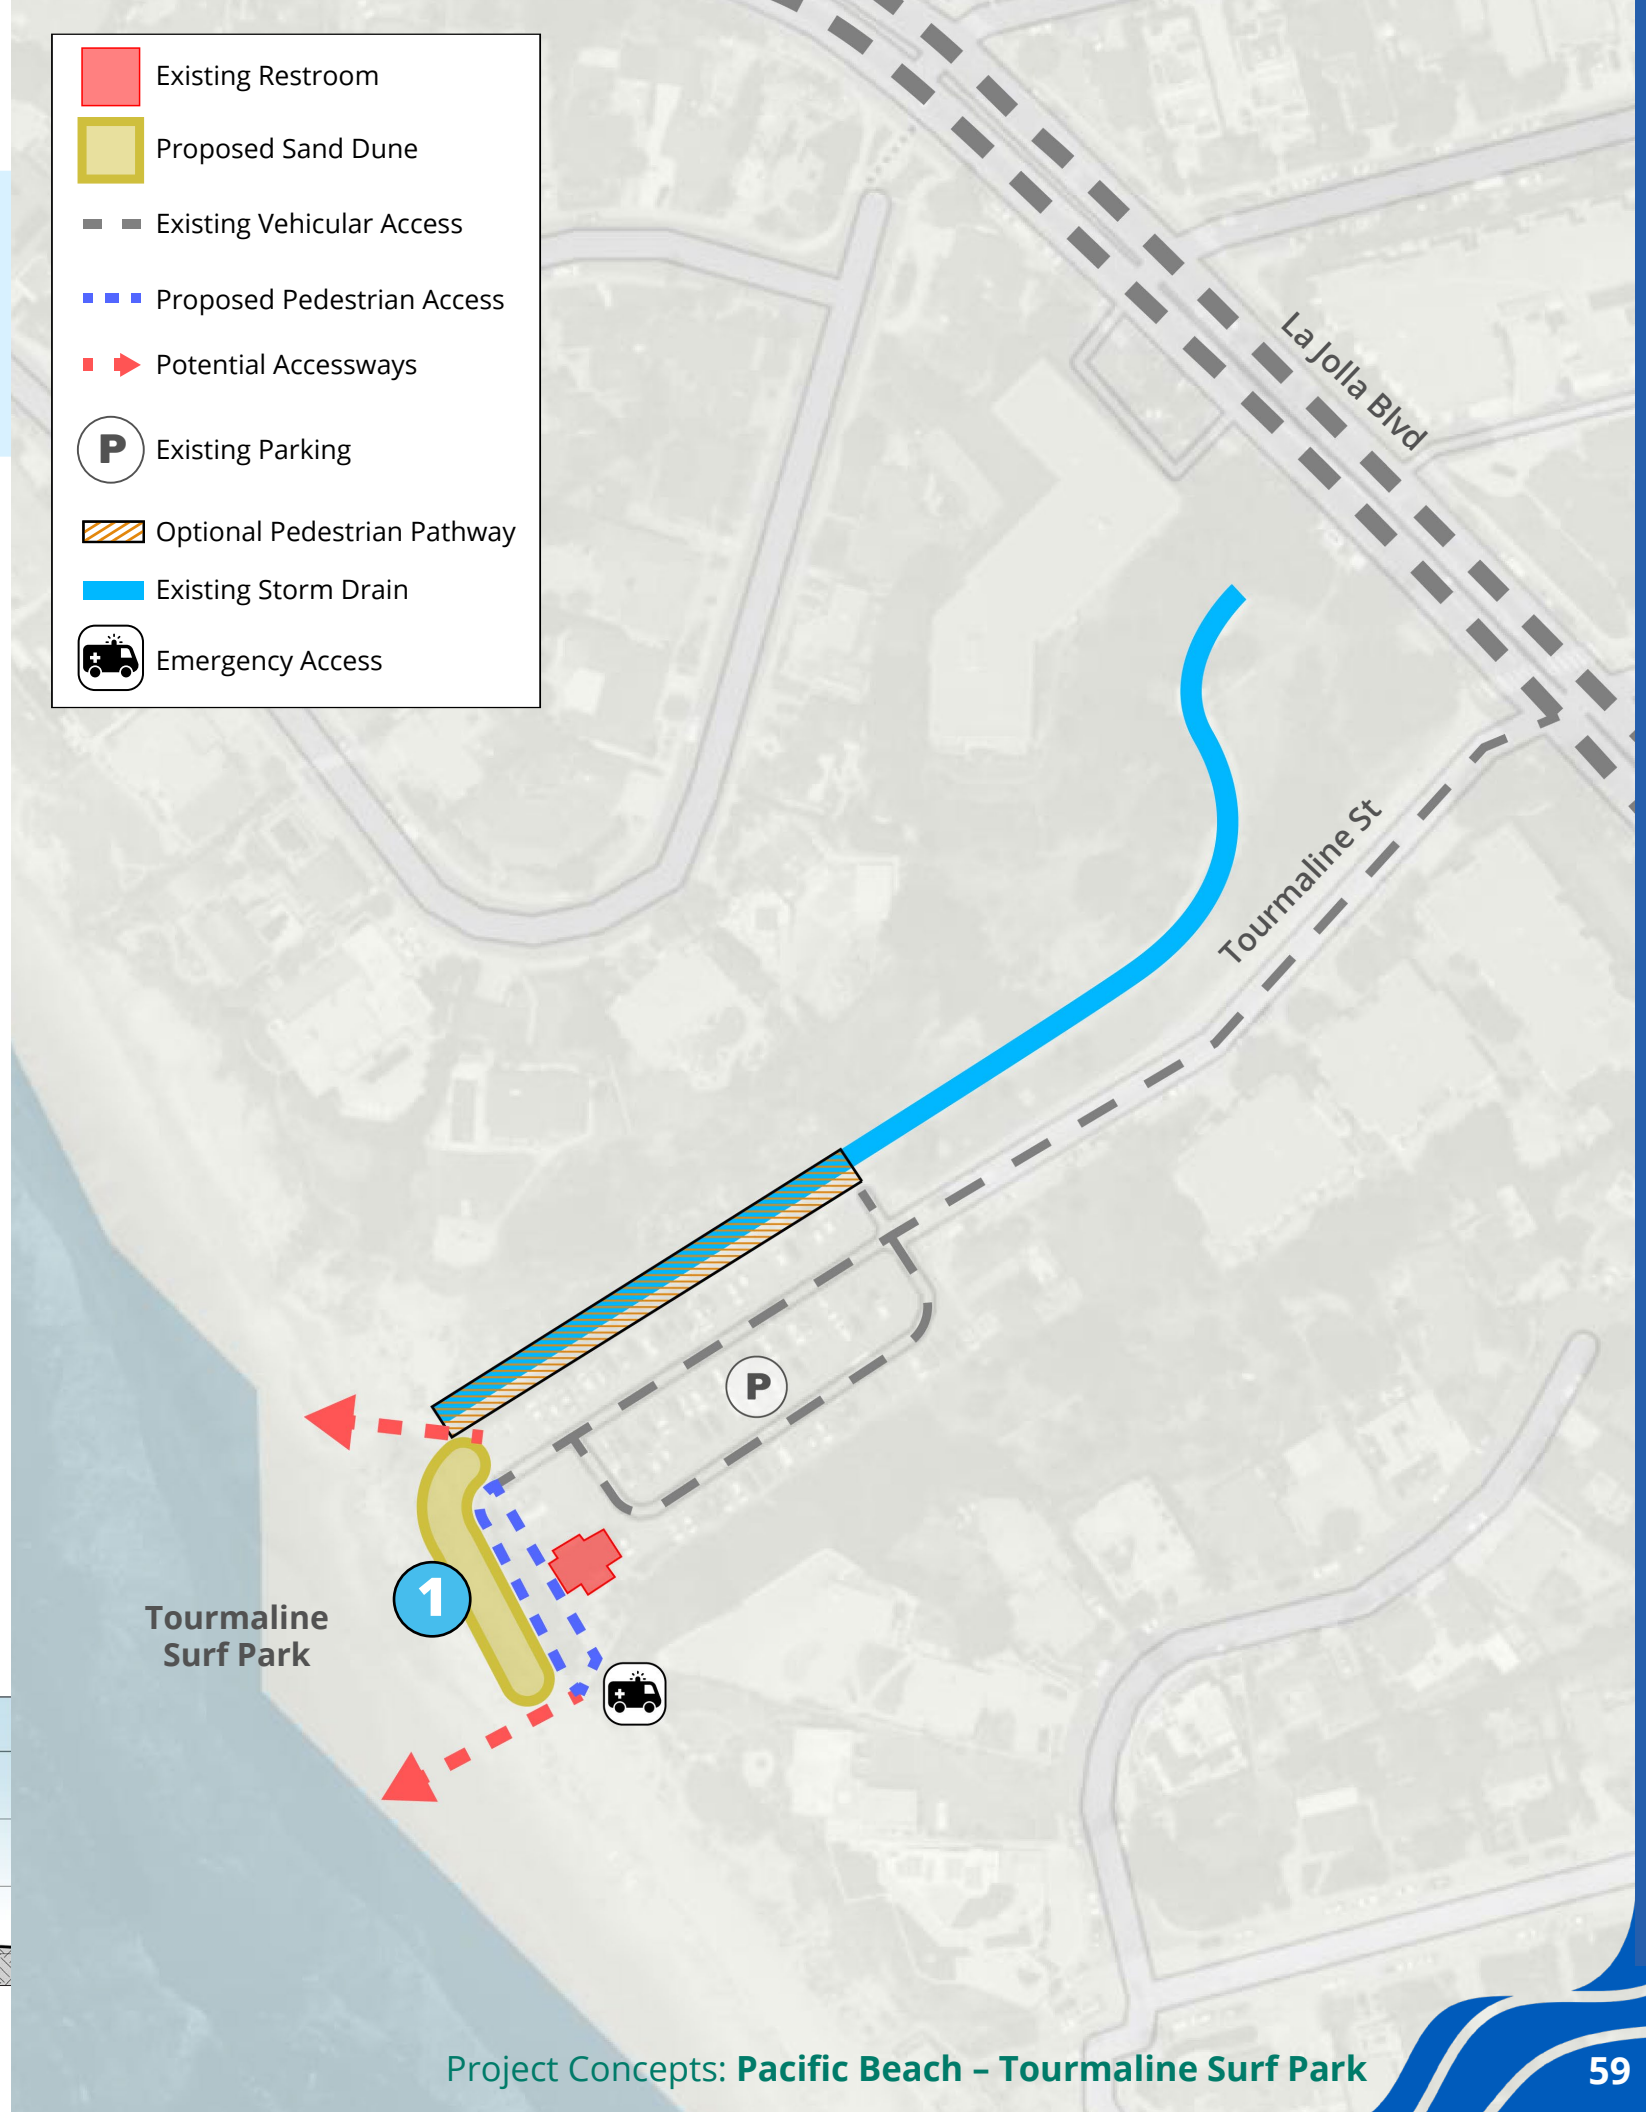 Existing Restroom
Proposed Sand Dune
Existing Vehicular Access
Proposed Pedestrian Access
Potential Accessways
P Existing Parking
Optional Pedestrian Pathway
Existing Storm Drain
Emergency Access
La Jolla Blvd
Tourmaline St
P
1
Tourmaline
Surf Park
Project Concepts: Pacific Beach – Tourmaline Surf Park
59